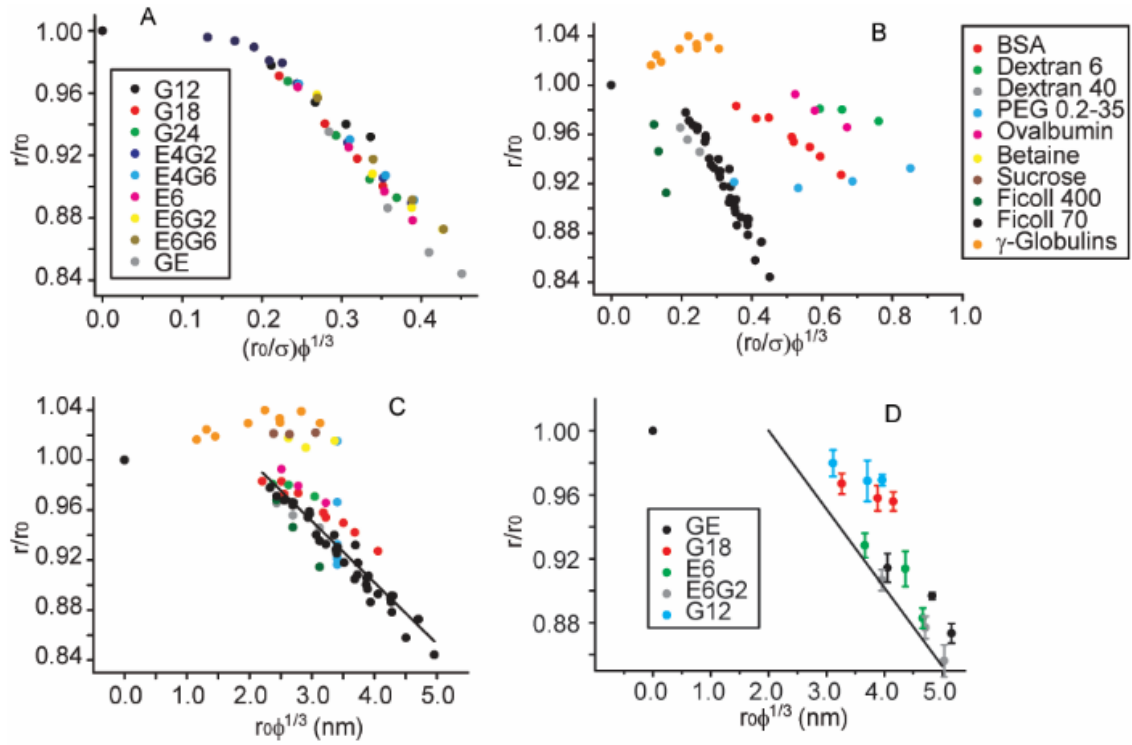 A
r/r₀
1.00
0.96
0.92
0.88
0.84
G12
G18
G24
E4G2
E4G6
E6
E6G2
E6G6
GE
0.0 0.1 0.2 0.3 0.4
(r₀/σ)ϕ^1/3
B
r/r₀
1.04
1.00
0.96
0.92
0.88
0.84
0.0 0.2 0.4 0.6 0.8 1.0
(r₀/σ)ϕ^1/3
BSA
Dextran 6
Dextran 40
PEG 0.2-35
Ovalbumin
Betaine
Sucrose
Ficoll 400
Ficoll 70
γ-Globulins
C
r/r₀
1.04
1.00
0.96
0.92
0.88
0.84
0.0 1.0 2.0 3.0 4.0 5.0
r₀ϕ^1/3 (nm)
D
r/r₀
1.00
0.96
0.92
0.88
GE
G18
E6
E6G2
G12
0.0 1.0 2.0 3.0 4.0 5.0
r₀ϕ^1/3 (nm)